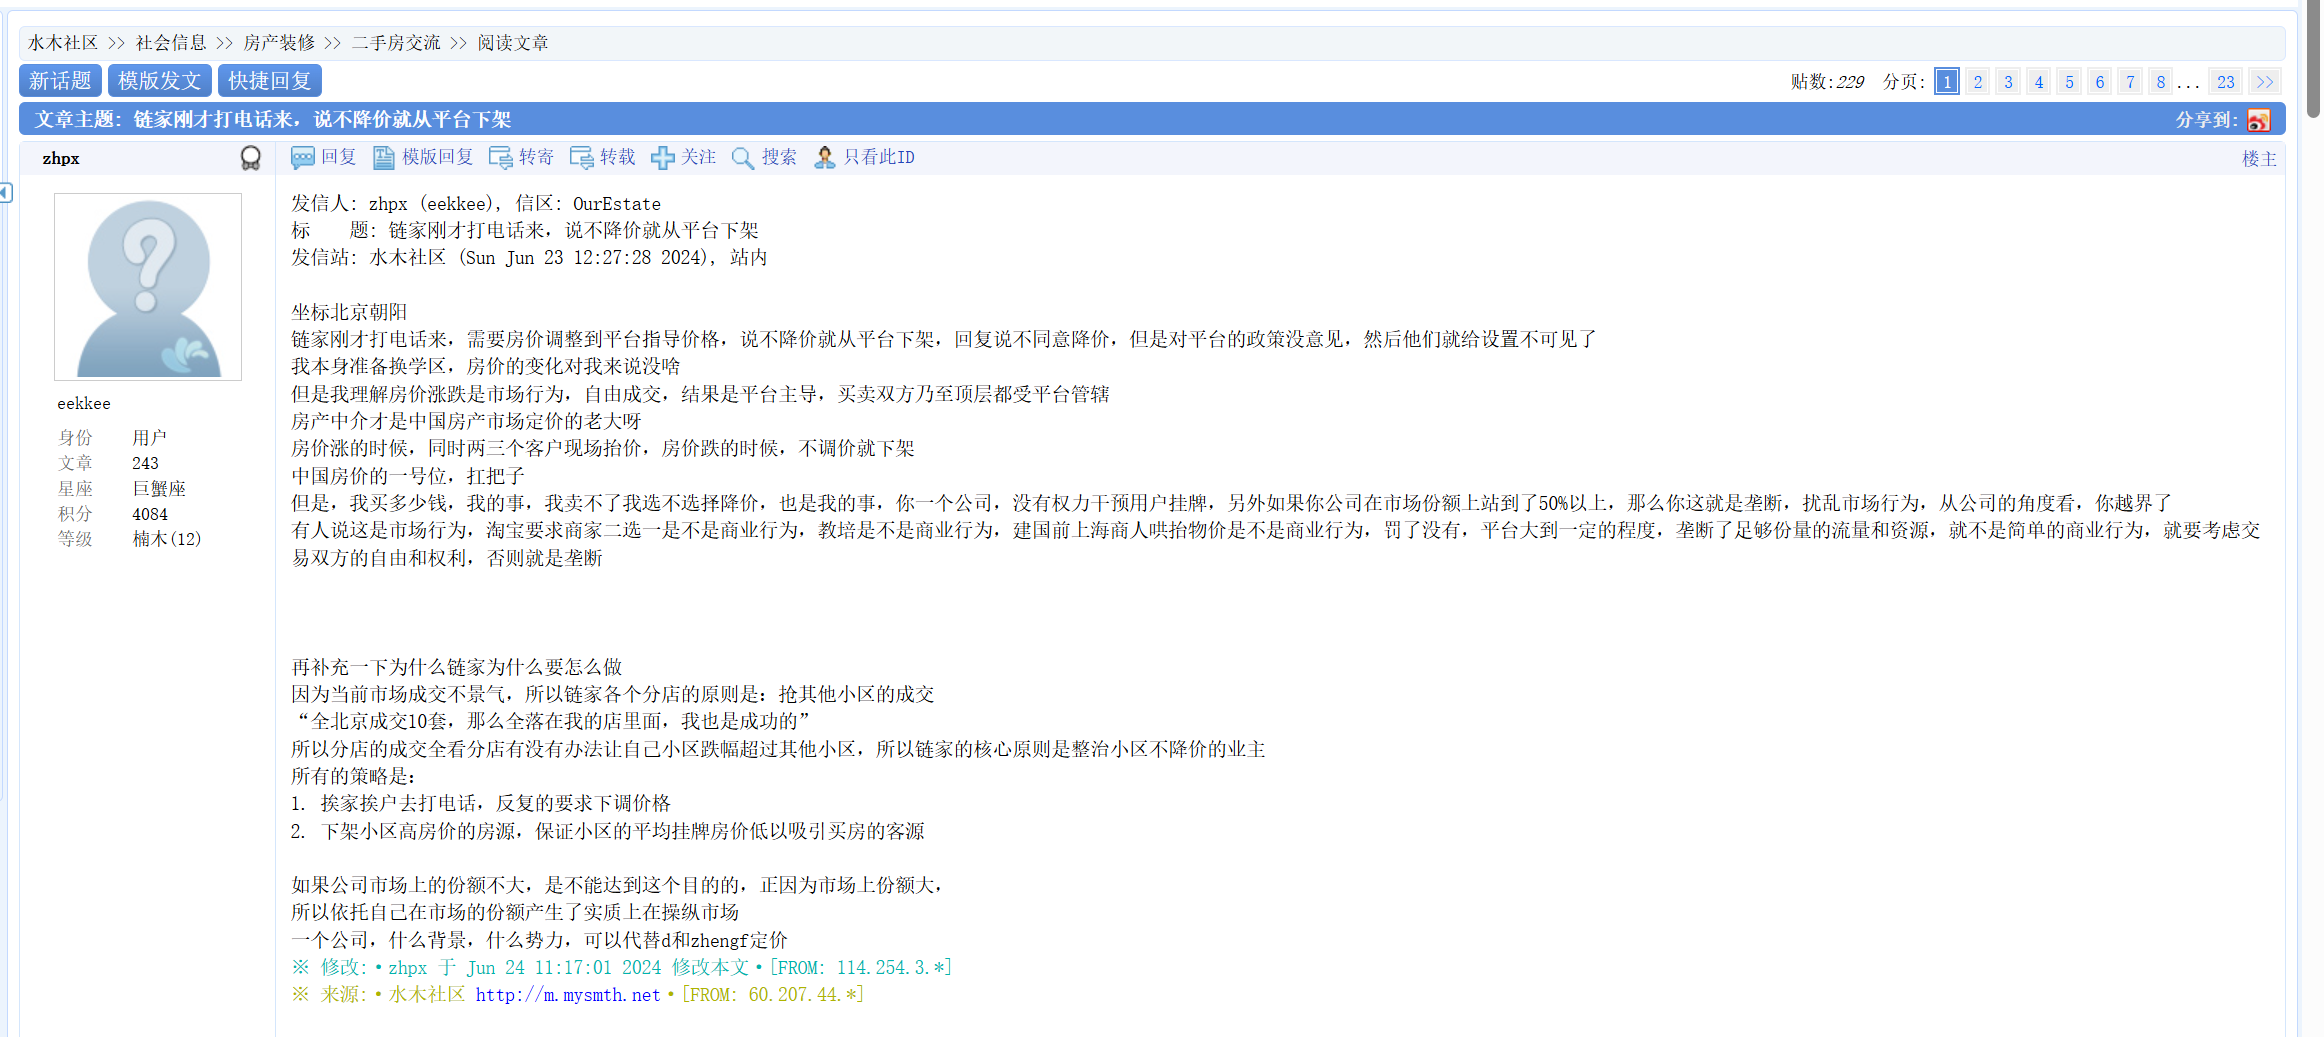 水木社区 >> 社会信息 >> 房产装修 >> 二手房交流 >> 阅读文章
新话题 模版发文 快捷回复
贴数:229 分页: 1 2 3 4 5 6 7 8 ... 23 >>
文章主题: 链家刚才打电话来，说不降价就从平台下架
分享到:
zhpx
回复 模版回复 转寄 转载 关注 搜索 只看此ID
楼主
eekkee
身份 用户
文章 243
星座 巨蟹座
积分 4084
等级 楠木(12)
发信人: zhpx (eekkee), 信区: OurEstate
标 题: 链家刚才打电话来，说不降价就从平台下架
发信站: 水木社区 (Sun Jun 23 12:27:28 2024), 站内
坐标北京朝阳
链家刚才打电话来，需要房价调整到平台指导价格，说不降价就从平台下架，回复说不同意降价，但是对平台的政策没意见，然后他们就给设置不可见了
我本身准备换学区，房价的变化对我来说没啥
但是我理解房价涨跌是市场行为，自由成交，结果是平台主导，买卖双方乃至顶层都受平台管辖
房产中介才是中国房产市场定价的老大呀
房价涨的时候，同时两三个客户现场抬价，房价跌的时候，不调价就下架
中国房价的一号位，扛把子
但是，我买多少钱，我的事，我卖不了我选不选择降价，也是我的事，你一个公司，没有权力干预用户挂牌，另外如果你公司在市场份额上站到了50%以上，那么你这就是垄断，扰乱市场行为，从公司的角度看，你越界了
有人说这是市场行为，淘宝要求商家二选一是不是商业行为，教培是不是商业行为，建国前上海商人哄抬物价是不是商业行为，罚了没有，平台大到一定的程度，垄断了足够份量的流量和资源，就不是简单的商业行为，就要考虑交
易双方的自由和权利，否则就是垄断
再补充一下为什么链家为什么要怎么做
因为当前市场成交不景气，所以链家各个分店的原则是：抢其他小区的成交
“全北京成交10套，那么全落在我的店里面，我也是成功的”
所以分店的成交全看分店有没有办法让自己小区跌幅超过其他小区，所以链家的核心原则是整治小区不降价的业主
所有的策略是：
1. 挨家挨户去打电话，反复的要求下调价格
2. 下架小区高房价的房源，保证小区的平均挂牌房价低以吸引买房的客源
如果公司市场上的份额不大，是不能达到这个目的的，正因为市场上份额大，
所以依托自己在市场的份额产生了实质上在操纵市场
一个公司，什么背景，什么势力，可以代替d和zhengf定价
※ 修改:·zhpx 于 Jun 24 11:17:01 2024 修改本文·[FROM: 114.254.3.*]
※ 来源:·水木社区 http://m.mysmth.net·[FROM: 60.207.44.*]